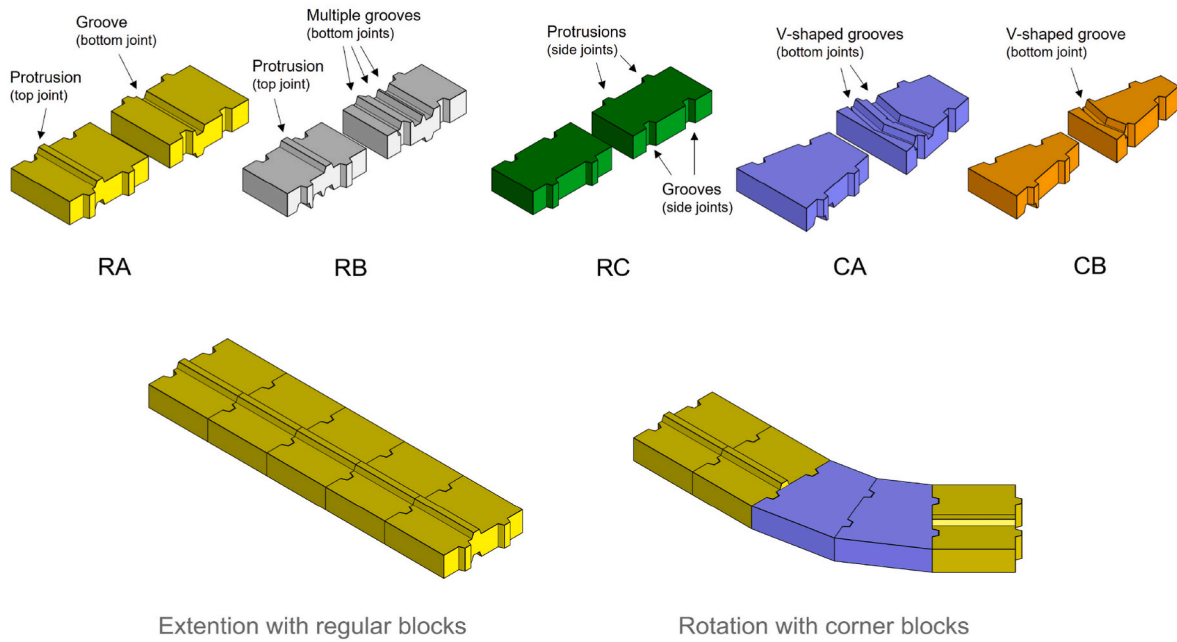 Groove
(bottom joint)
Protrusion
(top joint)
Multiple grooves
(bottom joints)
Protrusion
(top joint)
Protrusions
(side joints)
Grooves
(side joints)
V-shaped grooves
(bottom joints)
V-shaped groove
(bottom joint)
RA
RB
RC
CA
CB
Extention with regular blocks
Rotation with corner blocks